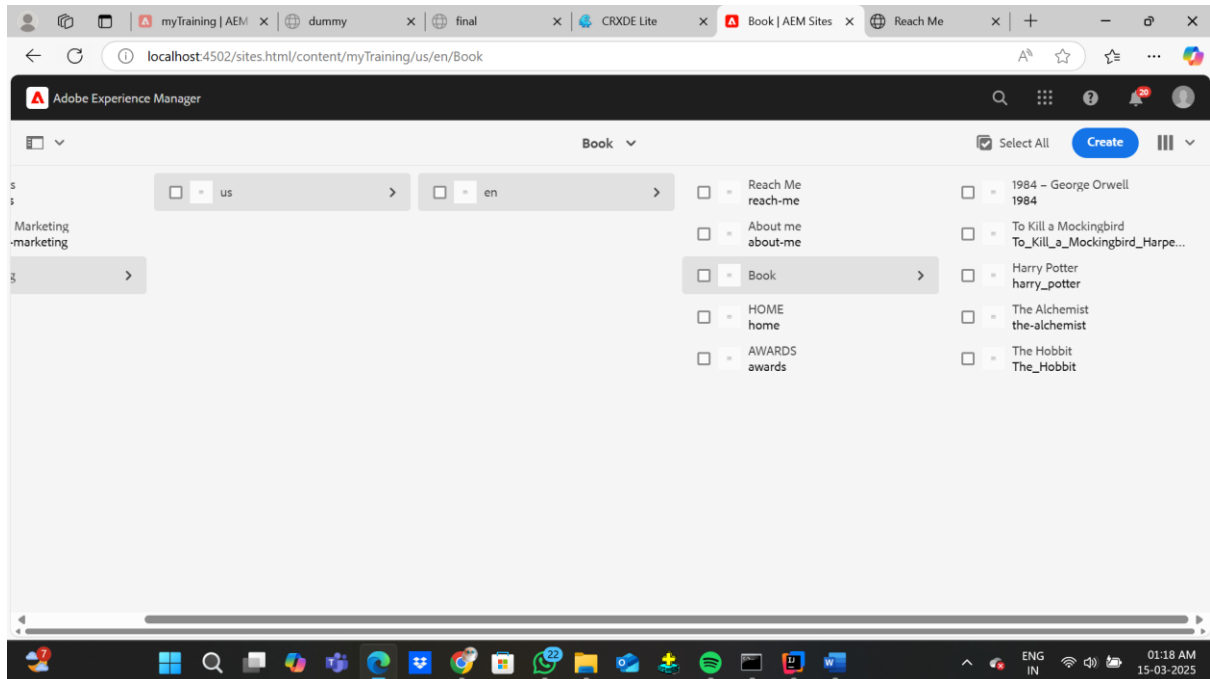 myTraining | AEM
dummy
final
CRXDE Lite
Book | AEM Sites
Reach Me
localhost:4502/sites.html/content/myTraining/us/en/Book
Adobe Experience Manager
20
Book
Select All
Create
s
s
Marketing
-marketing
g
us
en
Reach Me
reach-me
About me
about-me
Book
HOME
home
AWARDS
awards
1984 – George Orwell
1984
To Kill a Mockingbird
To_Kill_a_Mockingbird_Harpe...
Harry Potter
harry_potter
The Alchemist
the-alchemist
The Hobbit
The_Hobbit
7
22
ENG
IN
01:18 AM
15-03-2025